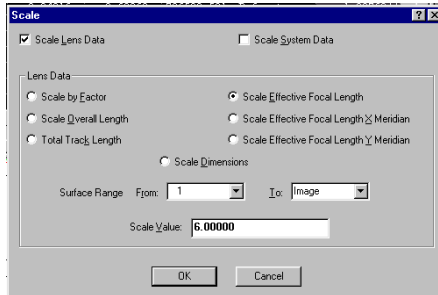 Scale
Scale Lens Data
Scale System Data
Lens Data
Scale by Factor
Scale Effective Focal Length
Scale Overall Length
Scale Effective Focal Length X Meridian
Total Track Length
Scale Effective Focal Length Y Meridian
Scale Dimensions
Surface Range From: 1 To: Image
Scale Value: 6.00000
OK Cancel